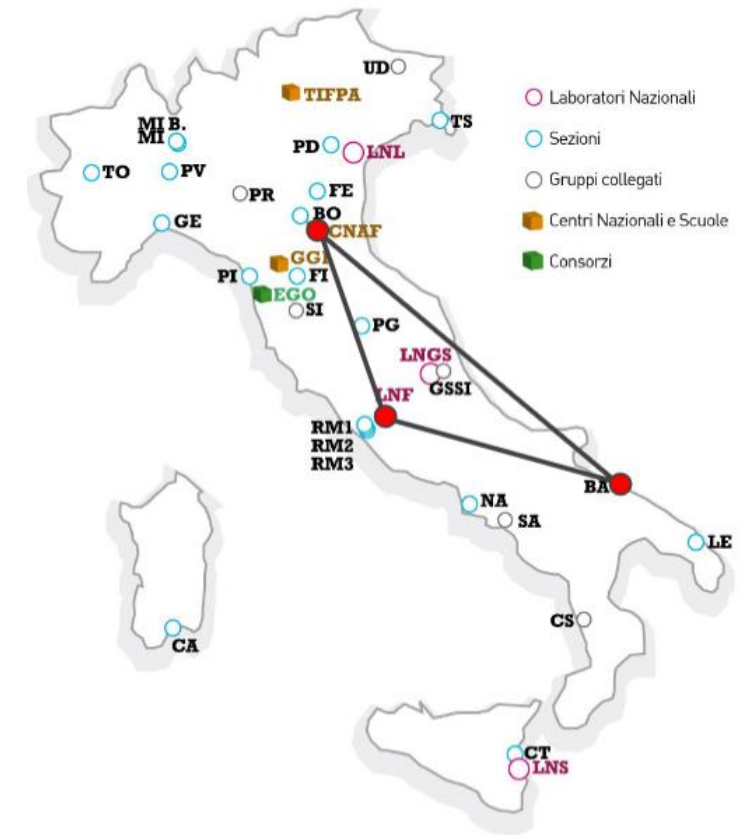 UD
TIFPA
MI B.
MI
TS
PD
LNL
TO
PV
PR
FE
BO
GE
CNAF
GGI
PI
FI
EGO
SI
PG
LNGS
GSSI
LNF
RM1
RM2
RM3
BA
NA
SA
LE
CS
CA
CT
LNS
Laboratori Nazionali
Sezioni
Gruppi collegati
Centri Nazionali e Scuole
Consorzi